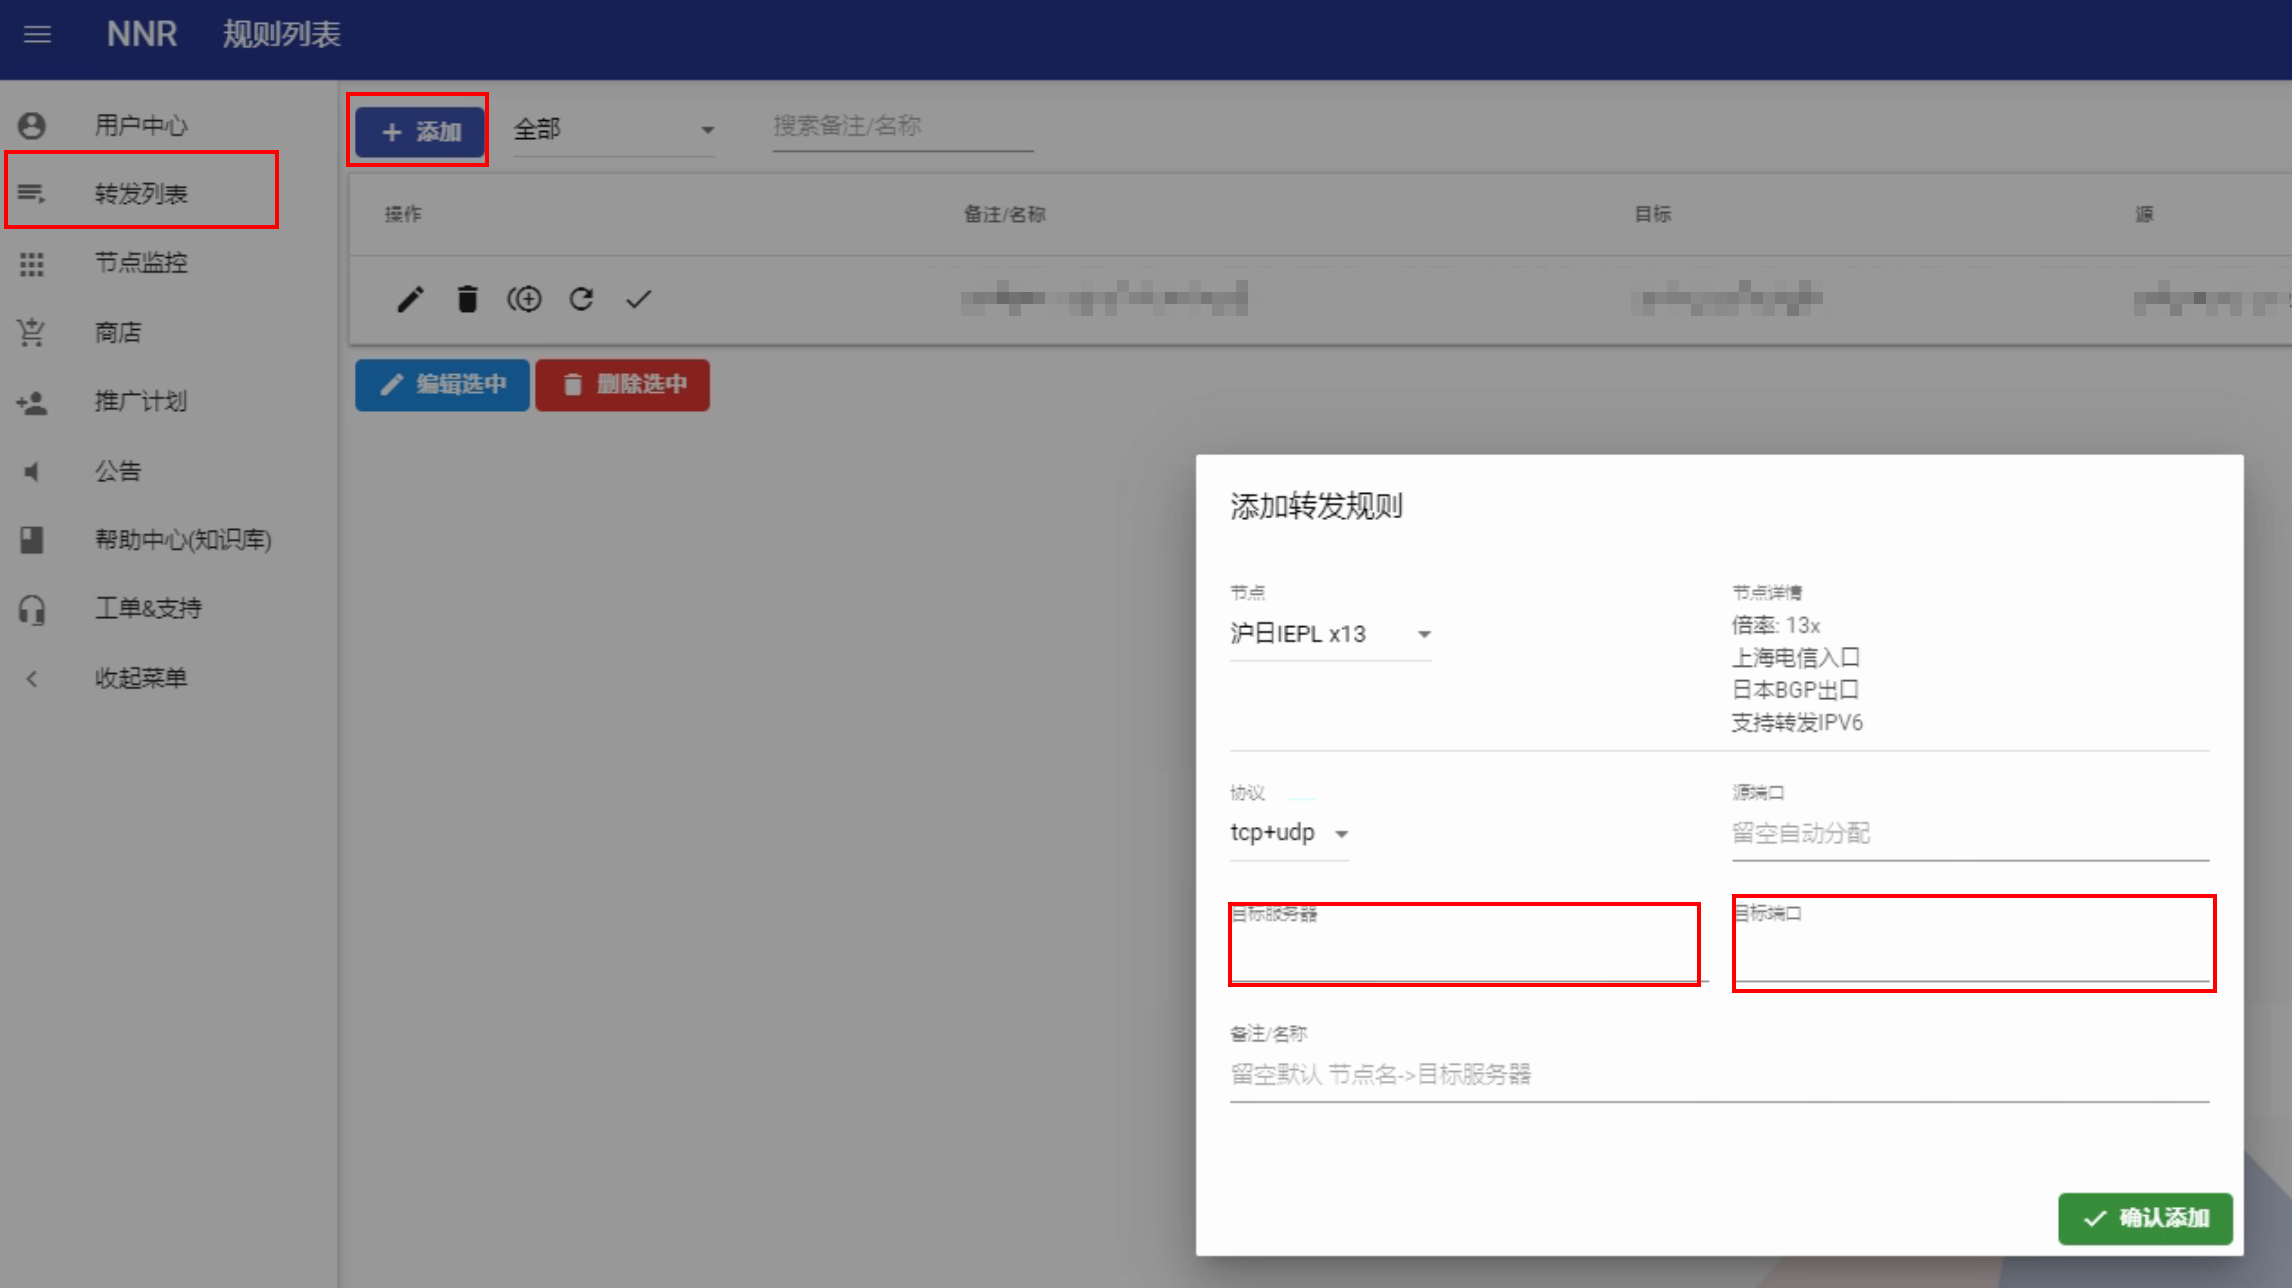 NNR 规则列表
用户中心
转发列表
节点监控
商店
推广计划
公告
帮助中心(知识库)
工单&支持
收起菜单
添加 全部 搜索备注/名称
操作 备注/名称 目标 源
编辑选中 删除选中
添加转发规则
节点
沪日IEPL x13
节点详情
倍率: 13x
上海电信入口
日本BGP出口
支持转发IPV6
协议 源端口
tcp+udp 留空自动分配
目标服务器 目标端口
备注/名称
留空默认 节点名->目标服务器
确认添加